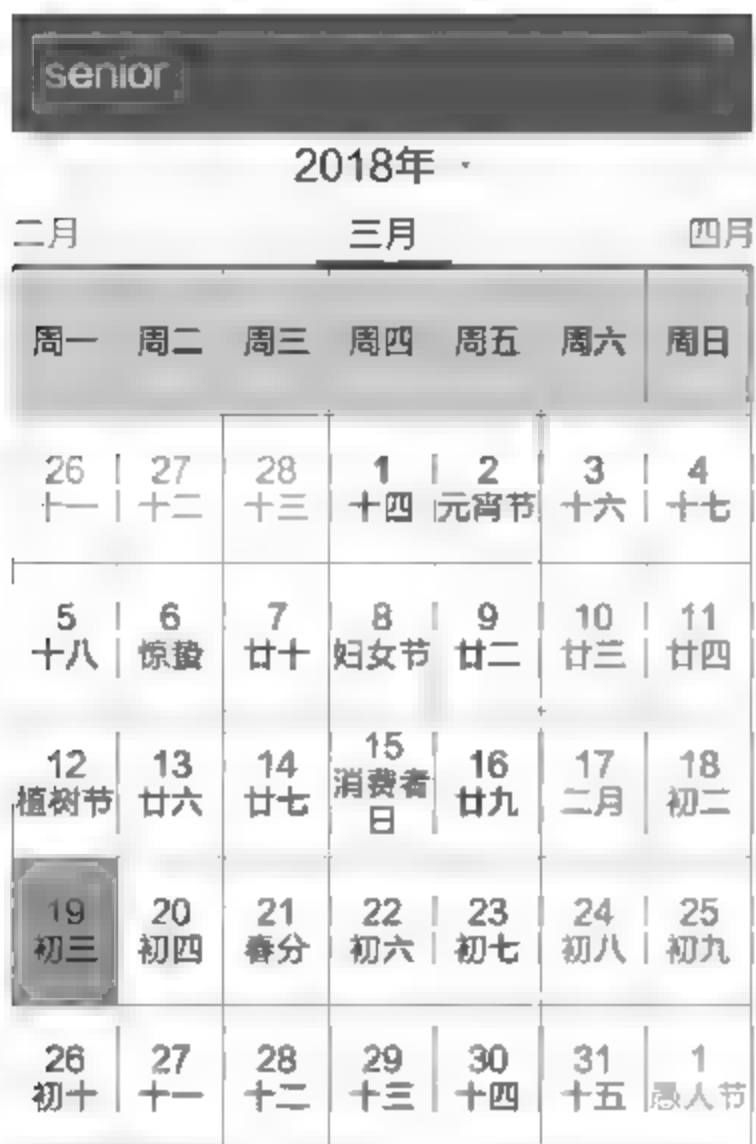 senior
2018年
二月 三月 四月
周一 周二 周三 周四 周五 周六 周日
26 27 28 1 2 3 4
十一 十二 十三 十四 元宵节 十六 十七
5 6 7 8 9 10 11
十八 惊蛰 廿十 妇女节 廿二 廿三 廿四
12 13 14 15 16 17 18
植树节 廿六 廿七 消费者日 廿九 二月 初二
19 20 21 22 23 24 25
初三 初四 春分 初六 初七 初八 初九
26 27 28 29 30 31 1
初十 十一 十二 十三 十四 十五 愚人节